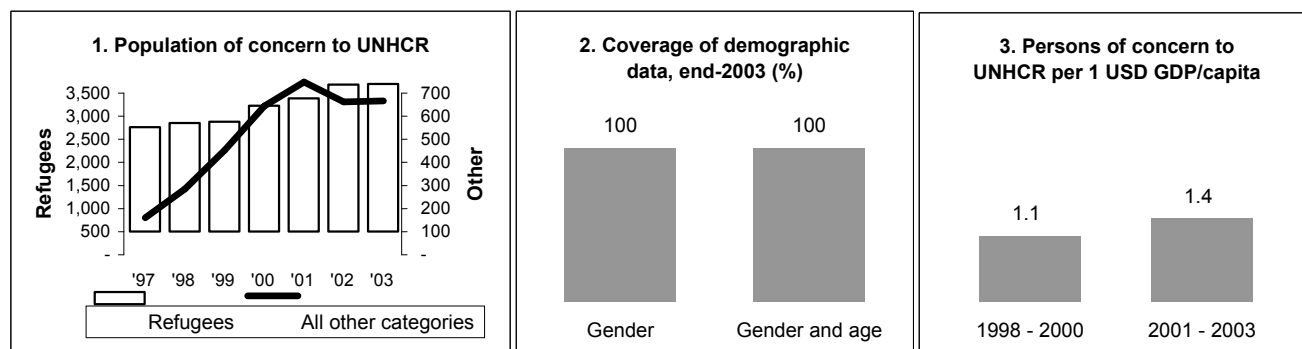 1. Population of concern to UNHCR
Refugees
3,500
3,000
2,500
2,000
1,500
1,000
500
-
700
600
500
400
300
200
100
-
Other
'97 '98 '99 '00 '01 '02 '03
Refugees All other categories
2. Coverage of demographic
data, end-2003 (%)
100 100
Gender Gender and age
3. Persons of concern to
UNHCR per 1 USD GDP/capita
1.1
1.4
1998 - 2000 2001 - 2003